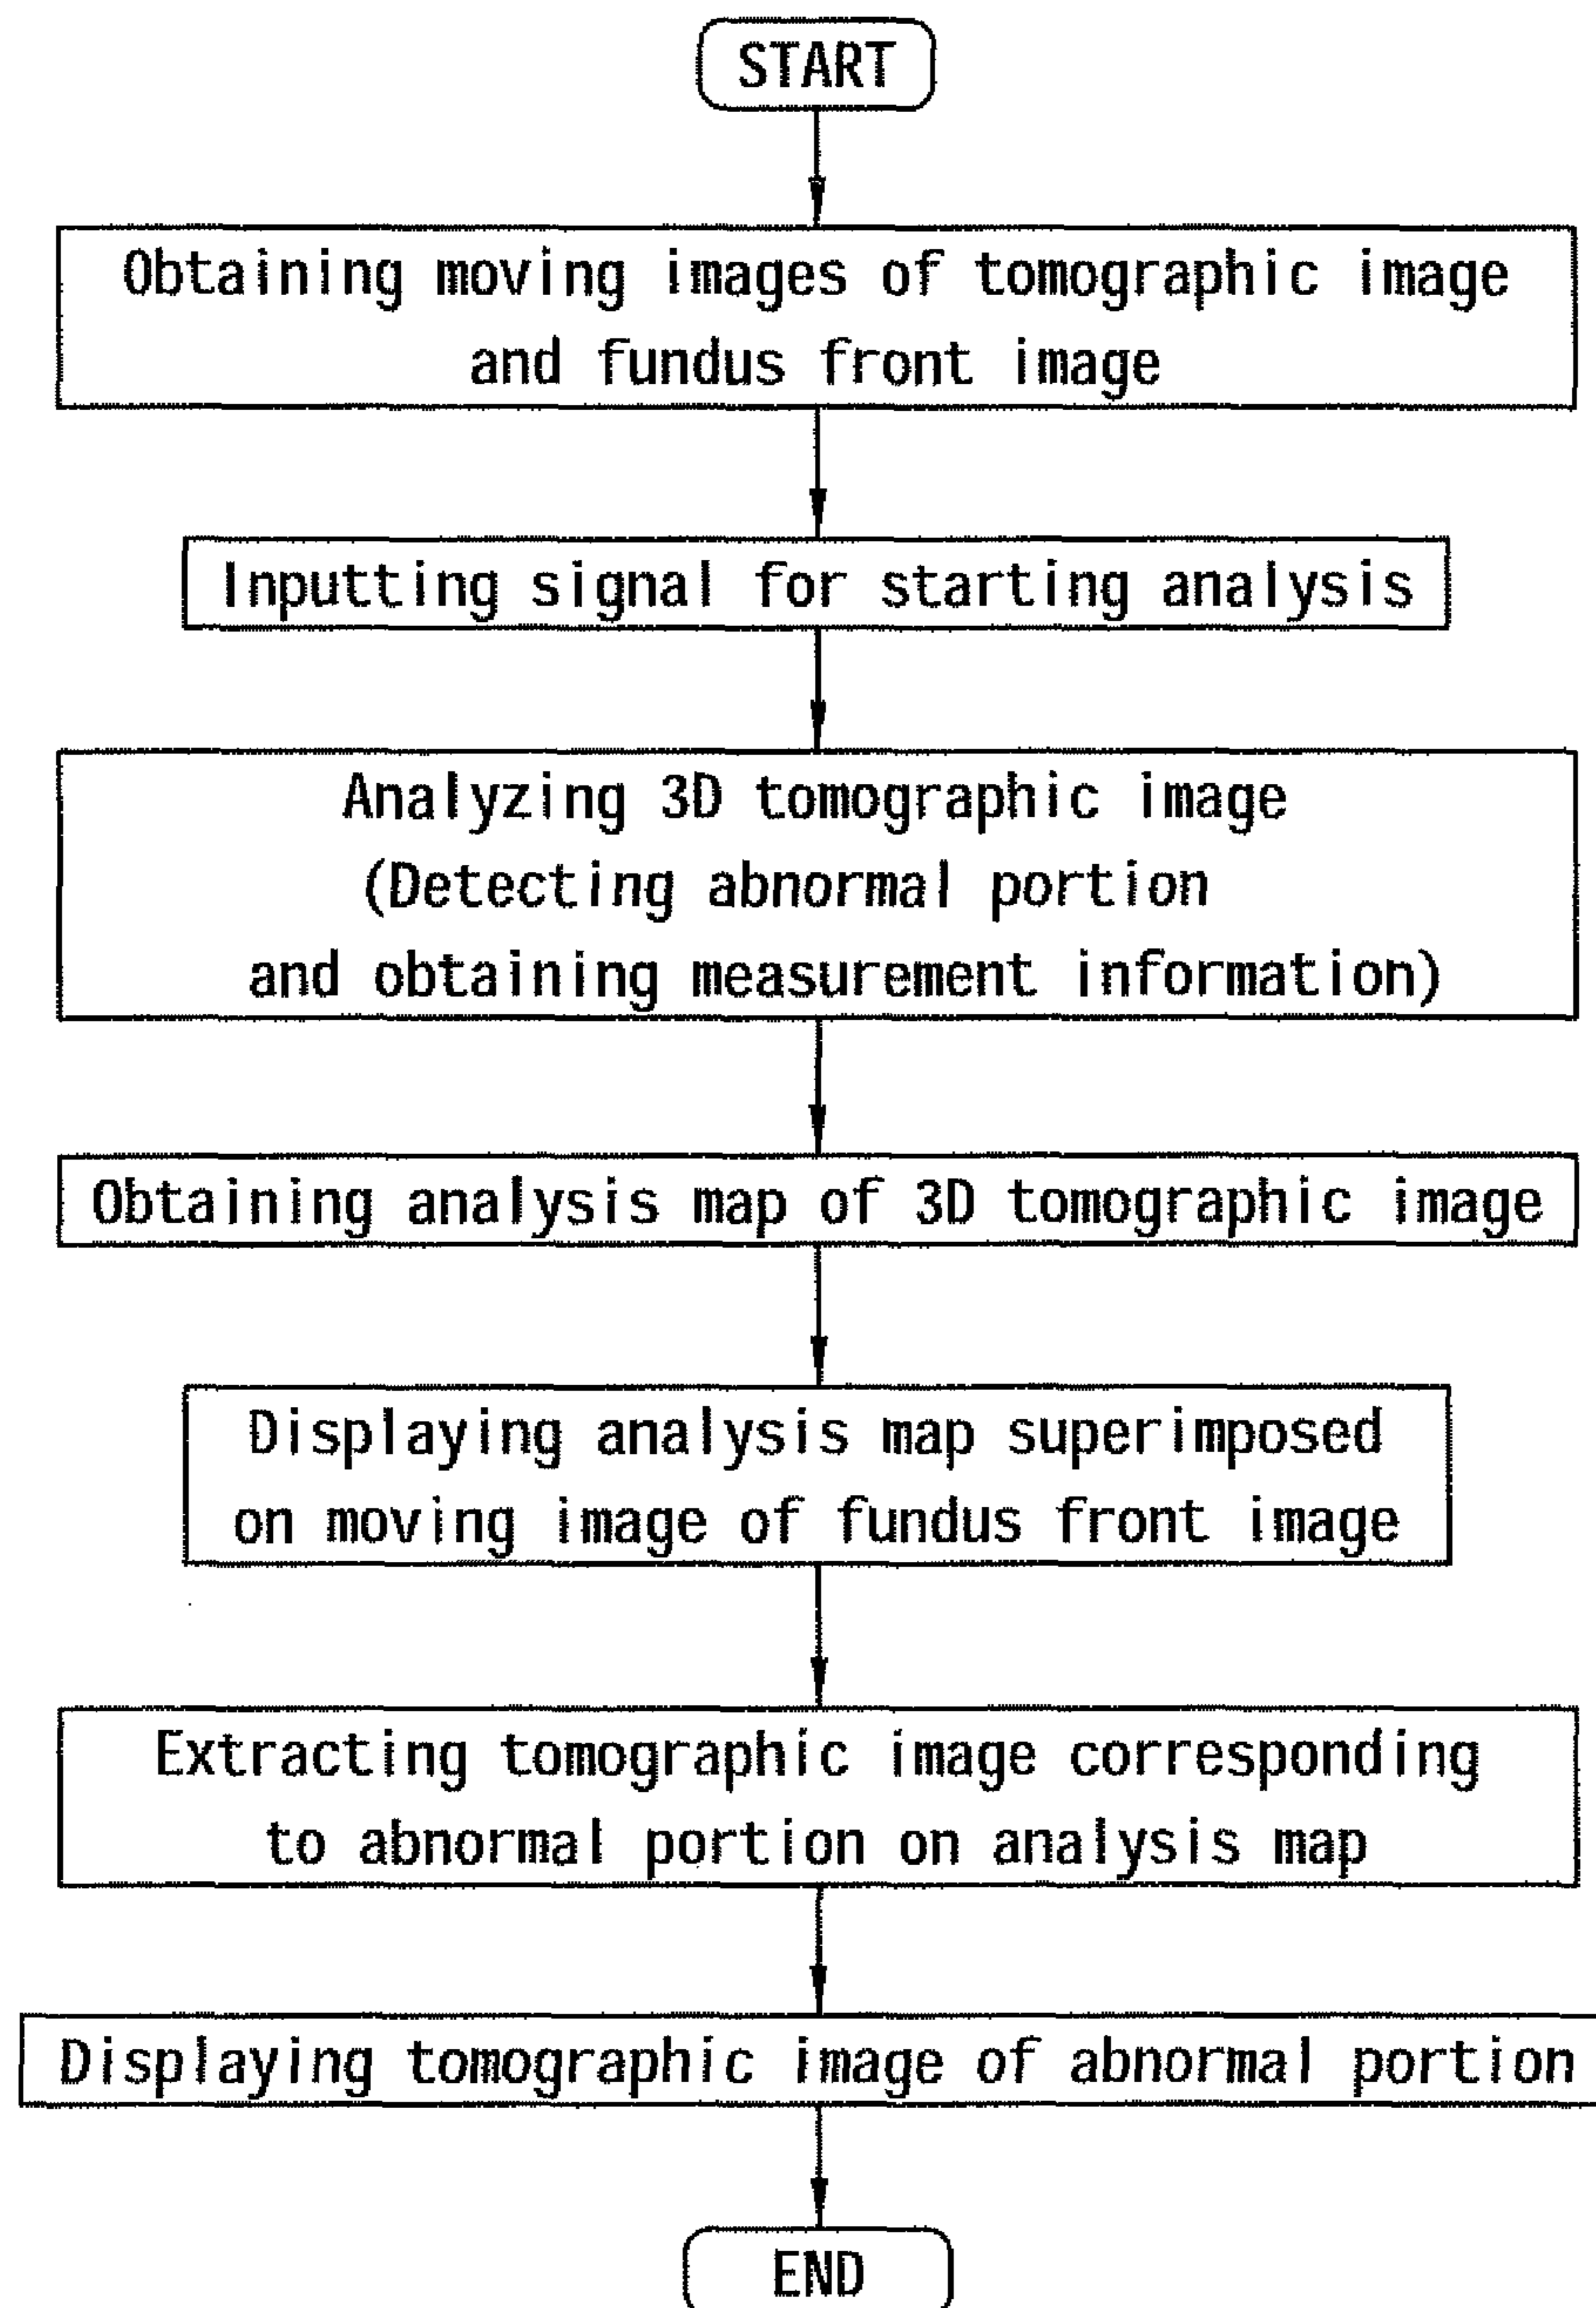 START
Obtaining moving images of tomographic image
and fundus front image
Inputting signal for starting analysis
Analyzing 3D tomographic image
(Detecting abnormal portion
and obtaining measurement information)
Obtaining analysis map of 3D tomographic image
Displaying analysis map superimposed
on moving image of fundus front image
Extracting tomographic image corresponding
to abnormal portion on analysis map
Displaying tomographic image of abnormal portion
END